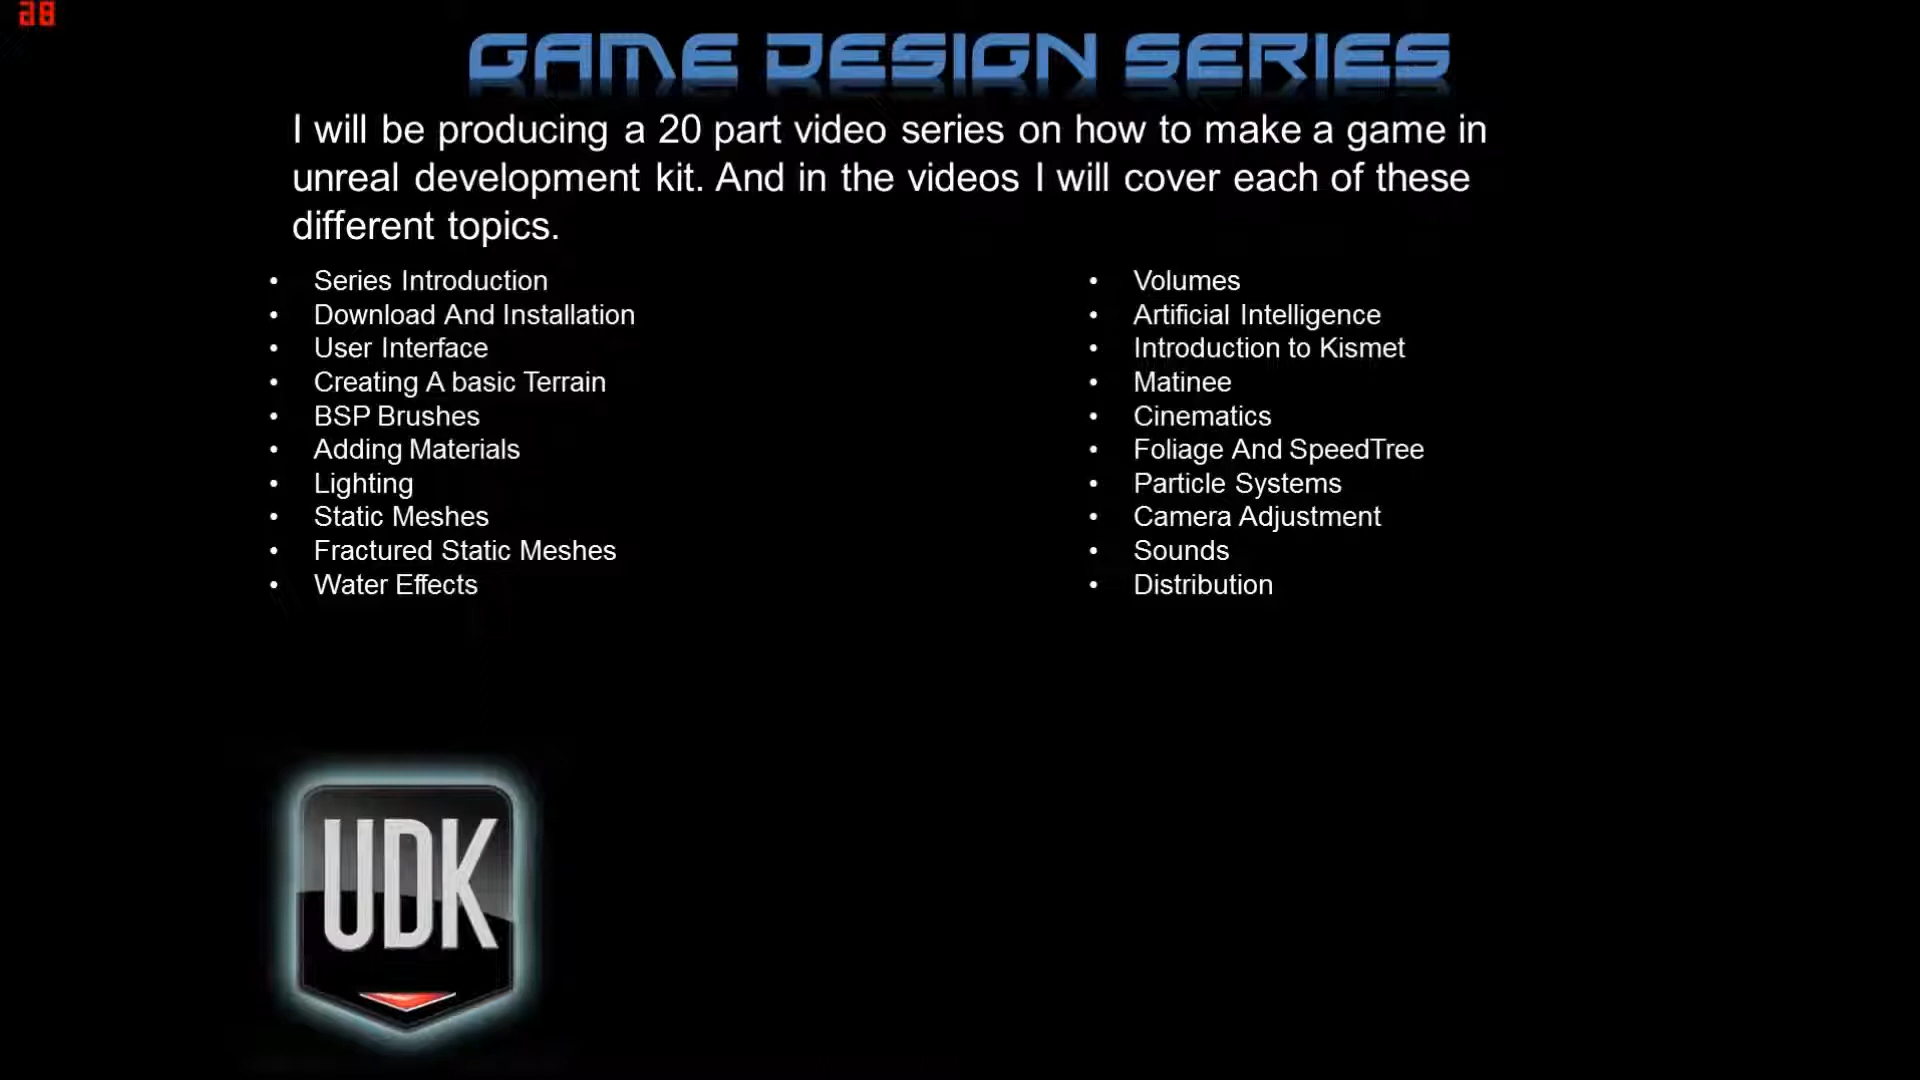 28
GAME DESIGN SERIES
I will be producing a 20 part video series on how to make a game in
unreal development kit. And in the videos I will cover each of these
different topics.
• Series Introduction
• Download And Installation
• User Interface
• Creating A basic Terrain
• BSP Brushes
• Adding Materials
• Lighting
• Static Meshes
• Fractured Static Meshes
• Water Effects
• Volumes
• Artificial Intelligence
• Introduction to Kismet
• Matinee
• Cinematics
• Foliage And SpeedTree
• Particle Systems
• Camera Adjustment
• Sounds
• Distribution
UDK